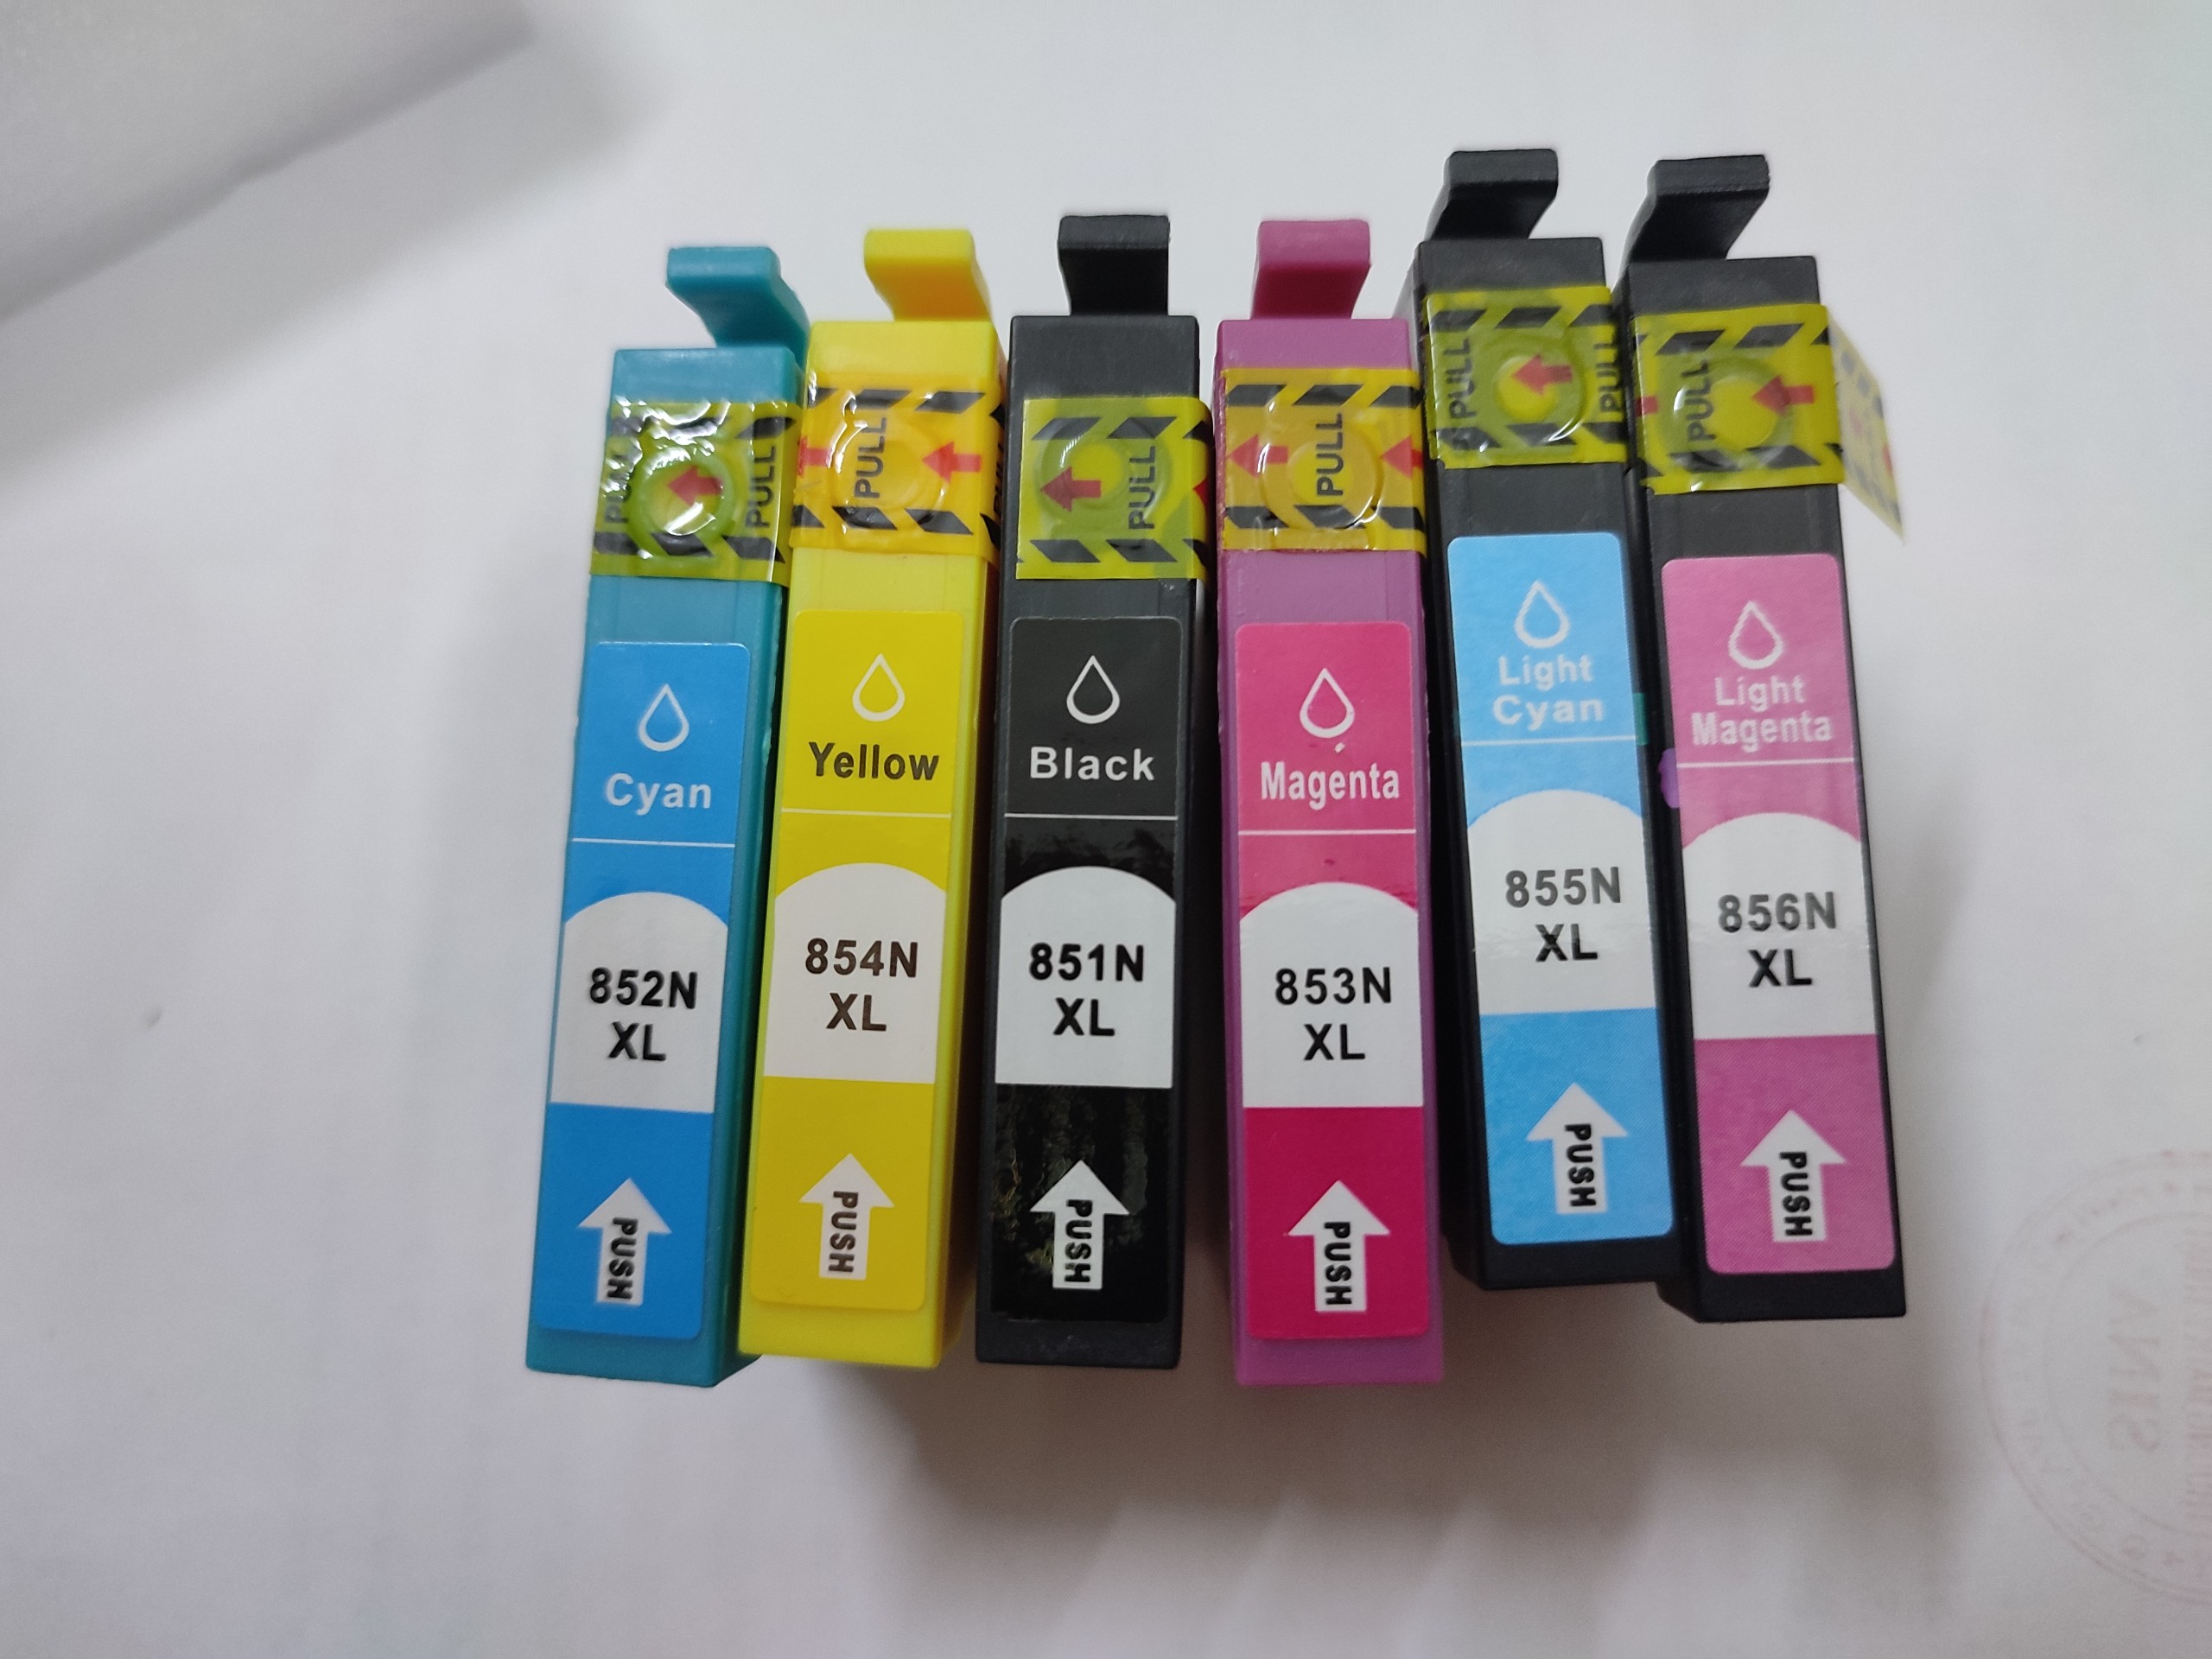 PULL
PULL
Cyan
852N
XL
PUSH
PULL
Yellow
854N
XL
PUSH
PULL
Black
851N
XL
PUSH
PULL
Magenta
853N
XL
PUSH
PULL
PULL
Light
Cyan
855N
XL
PUSH
PULL
Light
Magenta
856N
XL
PUSH